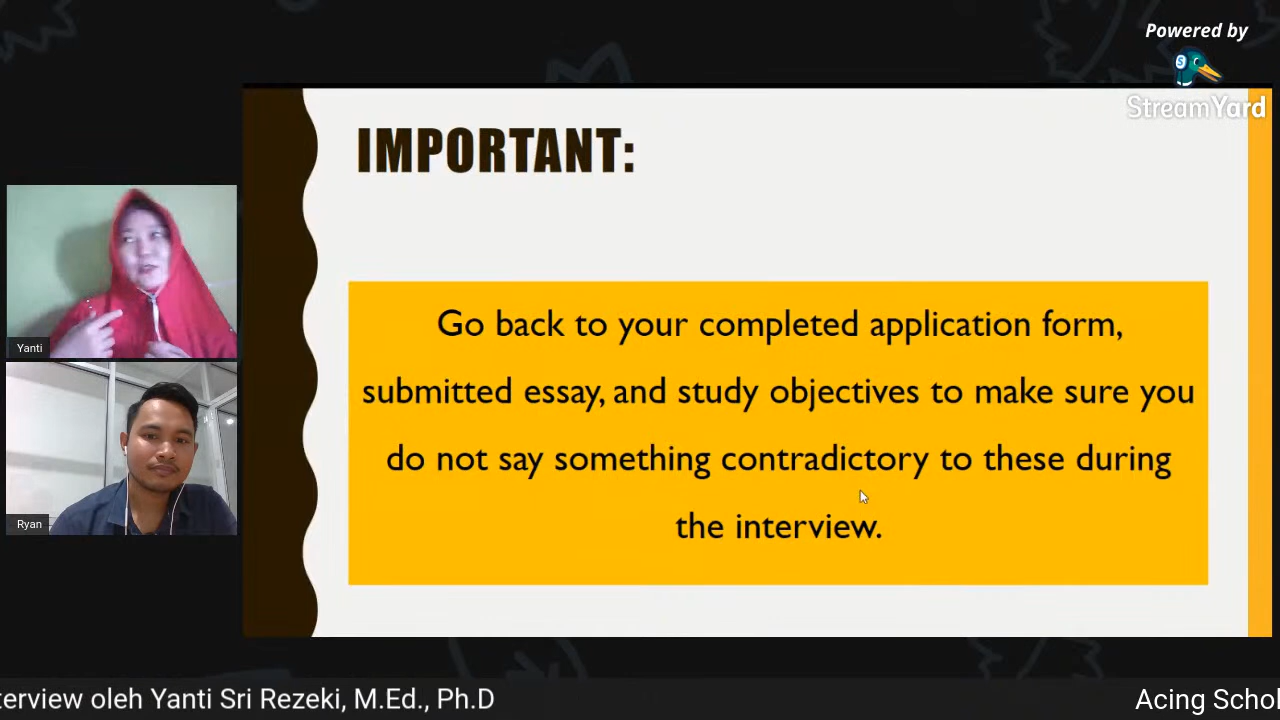 Powered by
StreamYard
IMPORTANT:
Go back to your completed application form,
submitted essay, and study objectives to make sure you
do not say something contradictory to these during
the interview.
Yanti
Ryan
terview oleh Yanti Sri Rezeki, M.Ed., Ph.D
Acing Schol